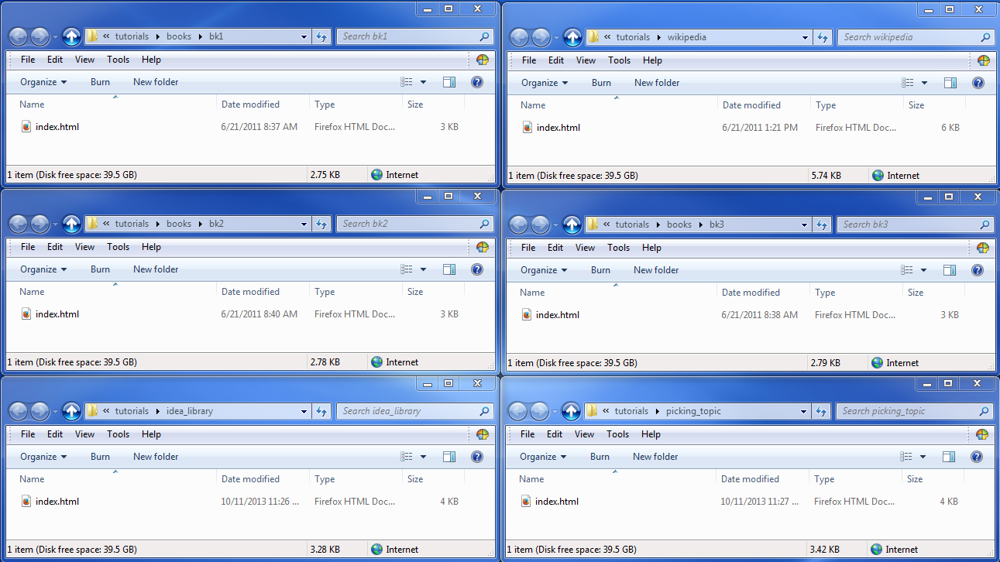 « tutorials books bk1 Search bk1
File Edit View Tools Help
Organize Burn New folder
Name Date modified Type Size
index.html 6/21/2011 8:37 AM Firefox HTML Doc... 3 KB
1 item (Disk free space: 39.5 GB) 2.75 KB Internet
« tutorials wikipedia Search wikipedia
File Edit View Tools Help
Organize Burn New folder
Name Date modified Type Size
index.html 6/21/2011 1:21 PM Firefox HTML Doc... 6 KB
1 item (Disk free space: 39.5 GB) 5.74 KB Internet
« tutorials books bk2 Search bk2
File Edit View Tools Help
Organize Burn New folder
Name Date modified Type Size
index.html 6/21/2011 8:40 AM Firefox HTML Doc... 3 KB
1 item (Disk free space: 39.5 GB) 2.78 KB Internet
« tutorials books bk3 Search bk3
File Edit View Tools Help
Organize Burn New folder
Name Date modified Type Size
index.html 6/21/2011 8:38 AM Firefox HTML Doc... 3 KB
1 item (Disk free space: 39.5 GB) 2.79 KB Internet
« tutorials idea_library Search idea_library
File Edit View Tools Help
Organize Burn New folder
Name Date modified Type Size
index.html 10/11/2013 11:26 ... Firefox HTML Doc... 4 KB
1 item (Disk free space: 39.5 GB) 3.28 KB Internet
« tutorials picking_topic Search picking_topic
File Edit View Tools Help
Organize Burn New folder
Name Date modified Type Size
index.html 10/11/2013 11:27 ... Firefox HTML Doc... 4 KB
1 item (Disk free space: 39.5 GB) 3.42 KB Internet